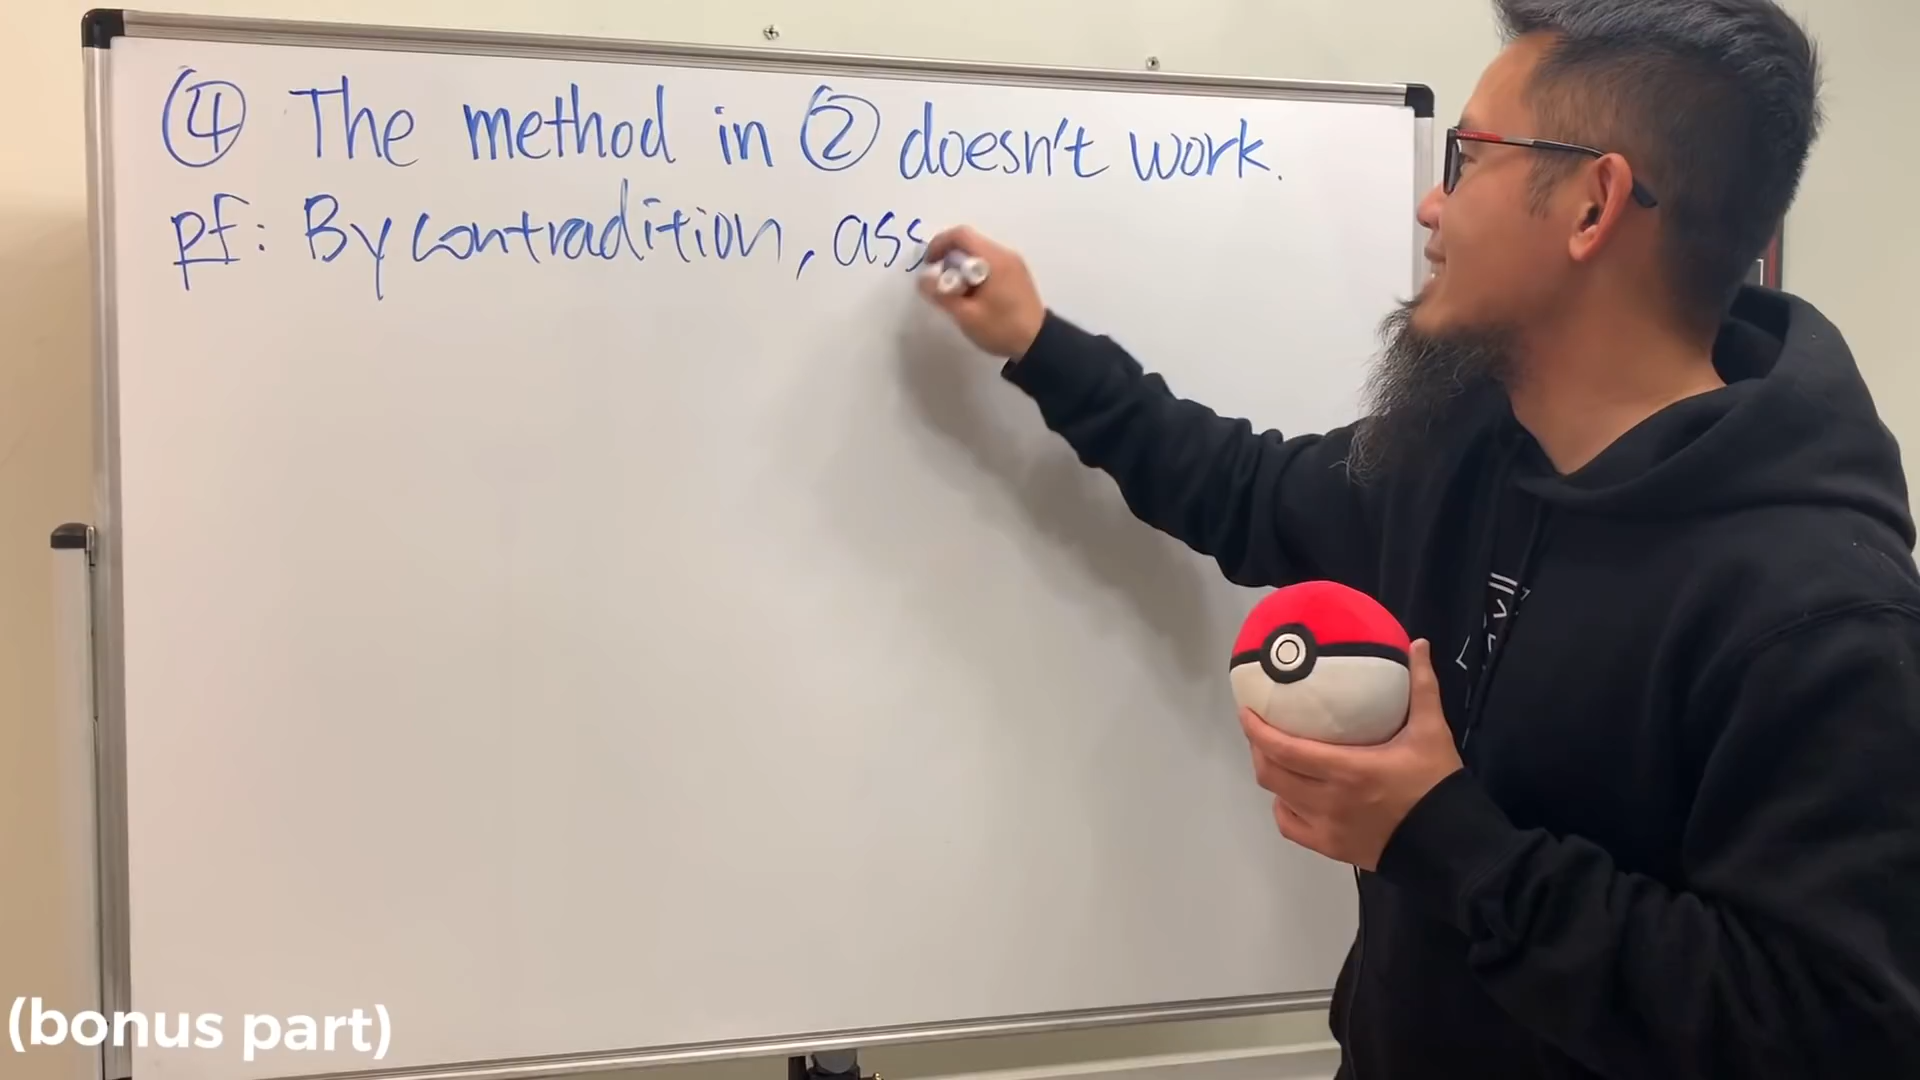 ④ The method in ② doesn't work.
pf: By contradition, ass
(bonus part)